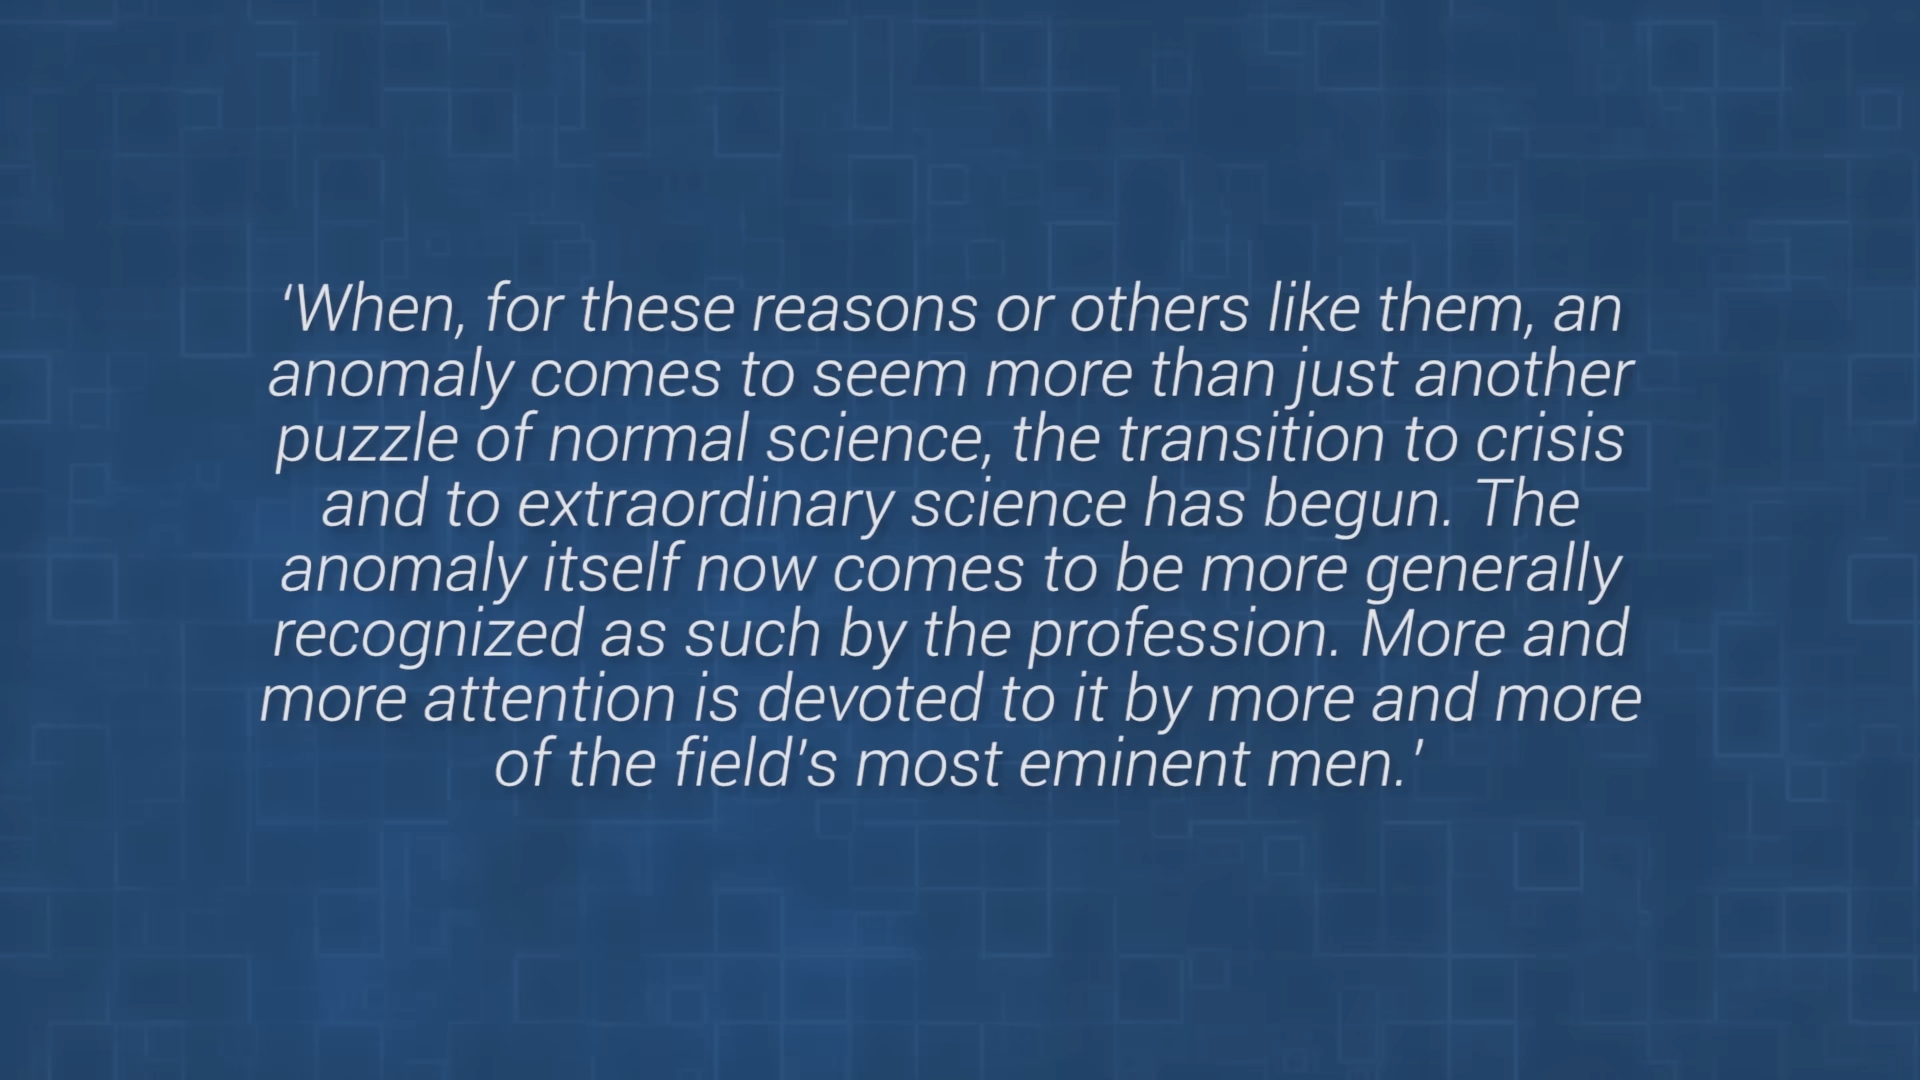 ‘When, for these reasons or others like them, an
anomaly comes to seem more than just another
puzzle of normal science, the transition to crisis
and to extraordinary science has begun. The
anomaly itself now comes to be more generally
recognized as such by the profession. More and
more attention is devoted to it by more and more
of the field's most eminent men.’